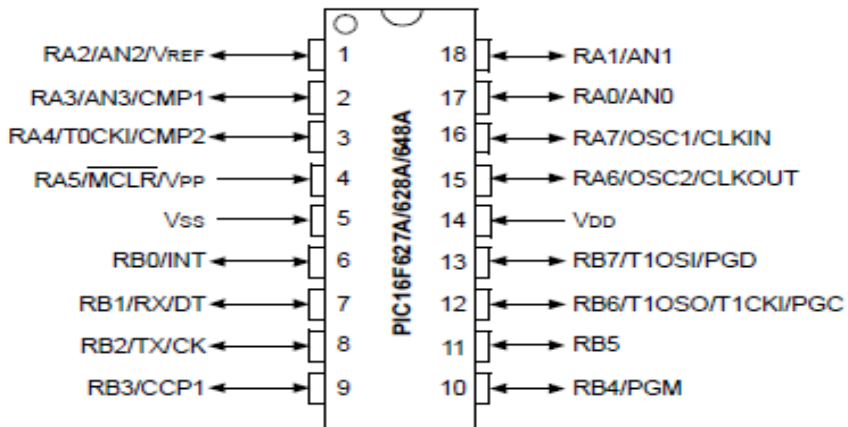 RA2/AN2/VREF 1 18 RA1/AN1
RA3/AN3/CMP1 2 17 RA0/AN0
RA4/T0CKI/CMP2 3 16 RA7/OSC1/CLKIN
RA5/MCLR/VPP 4 15 RA6/OSC2/CLKOUT
VSS 5 14 VDD
RB0/INT 6 13 RB7/T1OSI/PGD
RB1/RX/DT 7 12 RB6/T1OSO/T1CKI/PGC
RB2/TX/CK 8 11 RB5
RB3/CCP1 9 10 RB4/PGM
PIC16F627A/628A/648A